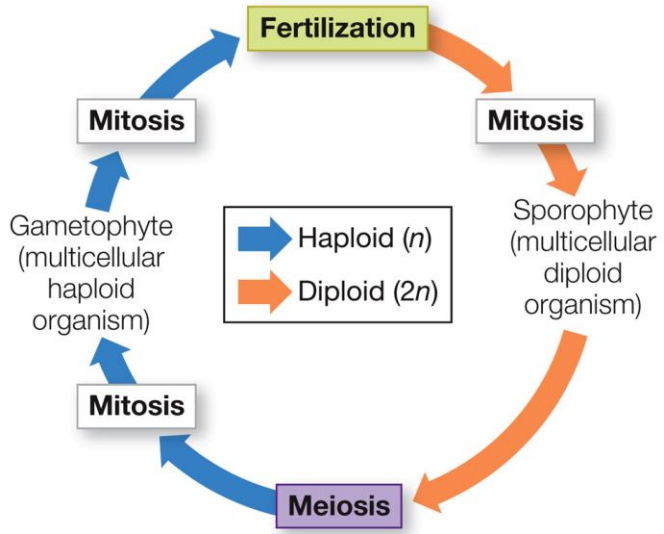 Fertilization
Mitosis
Mitosis
Gametophyte
(multicellular
haploid
organism)
Haploid (n)
Diploid (2n)
Sporophyte
(multicellular
diploid
organism)
Mitosis
Meiosis